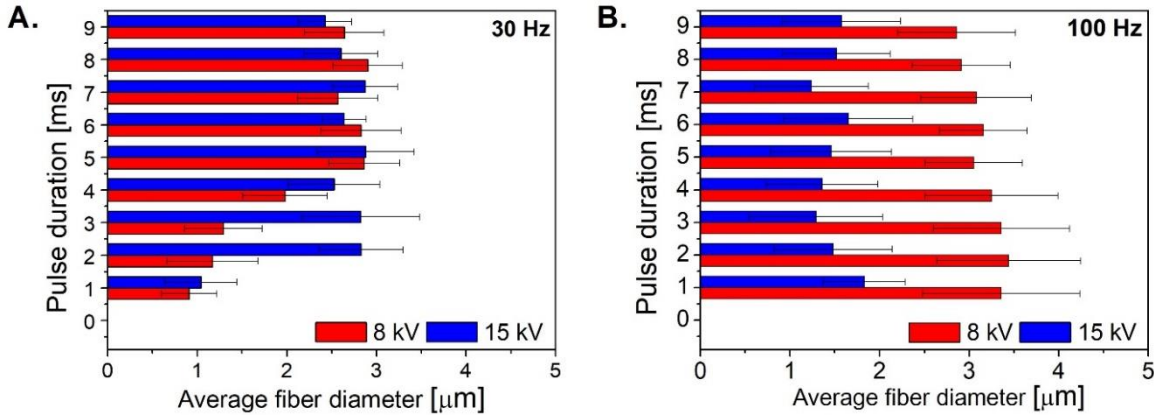 A.
30 Hz
Pulse duration [ms]
9
8
7
6
5
4
3
2
1
0
8 kV
15 kV
0 1 2 3 4 5
Average fiber diameter [μm]
B.
100 Hz
Pulse duration [ms]
9
8
7
6
5
4
3
2
1
0
8 kV
15 kV
0 1 2 3 4 5
Average fiber diameter [μm]